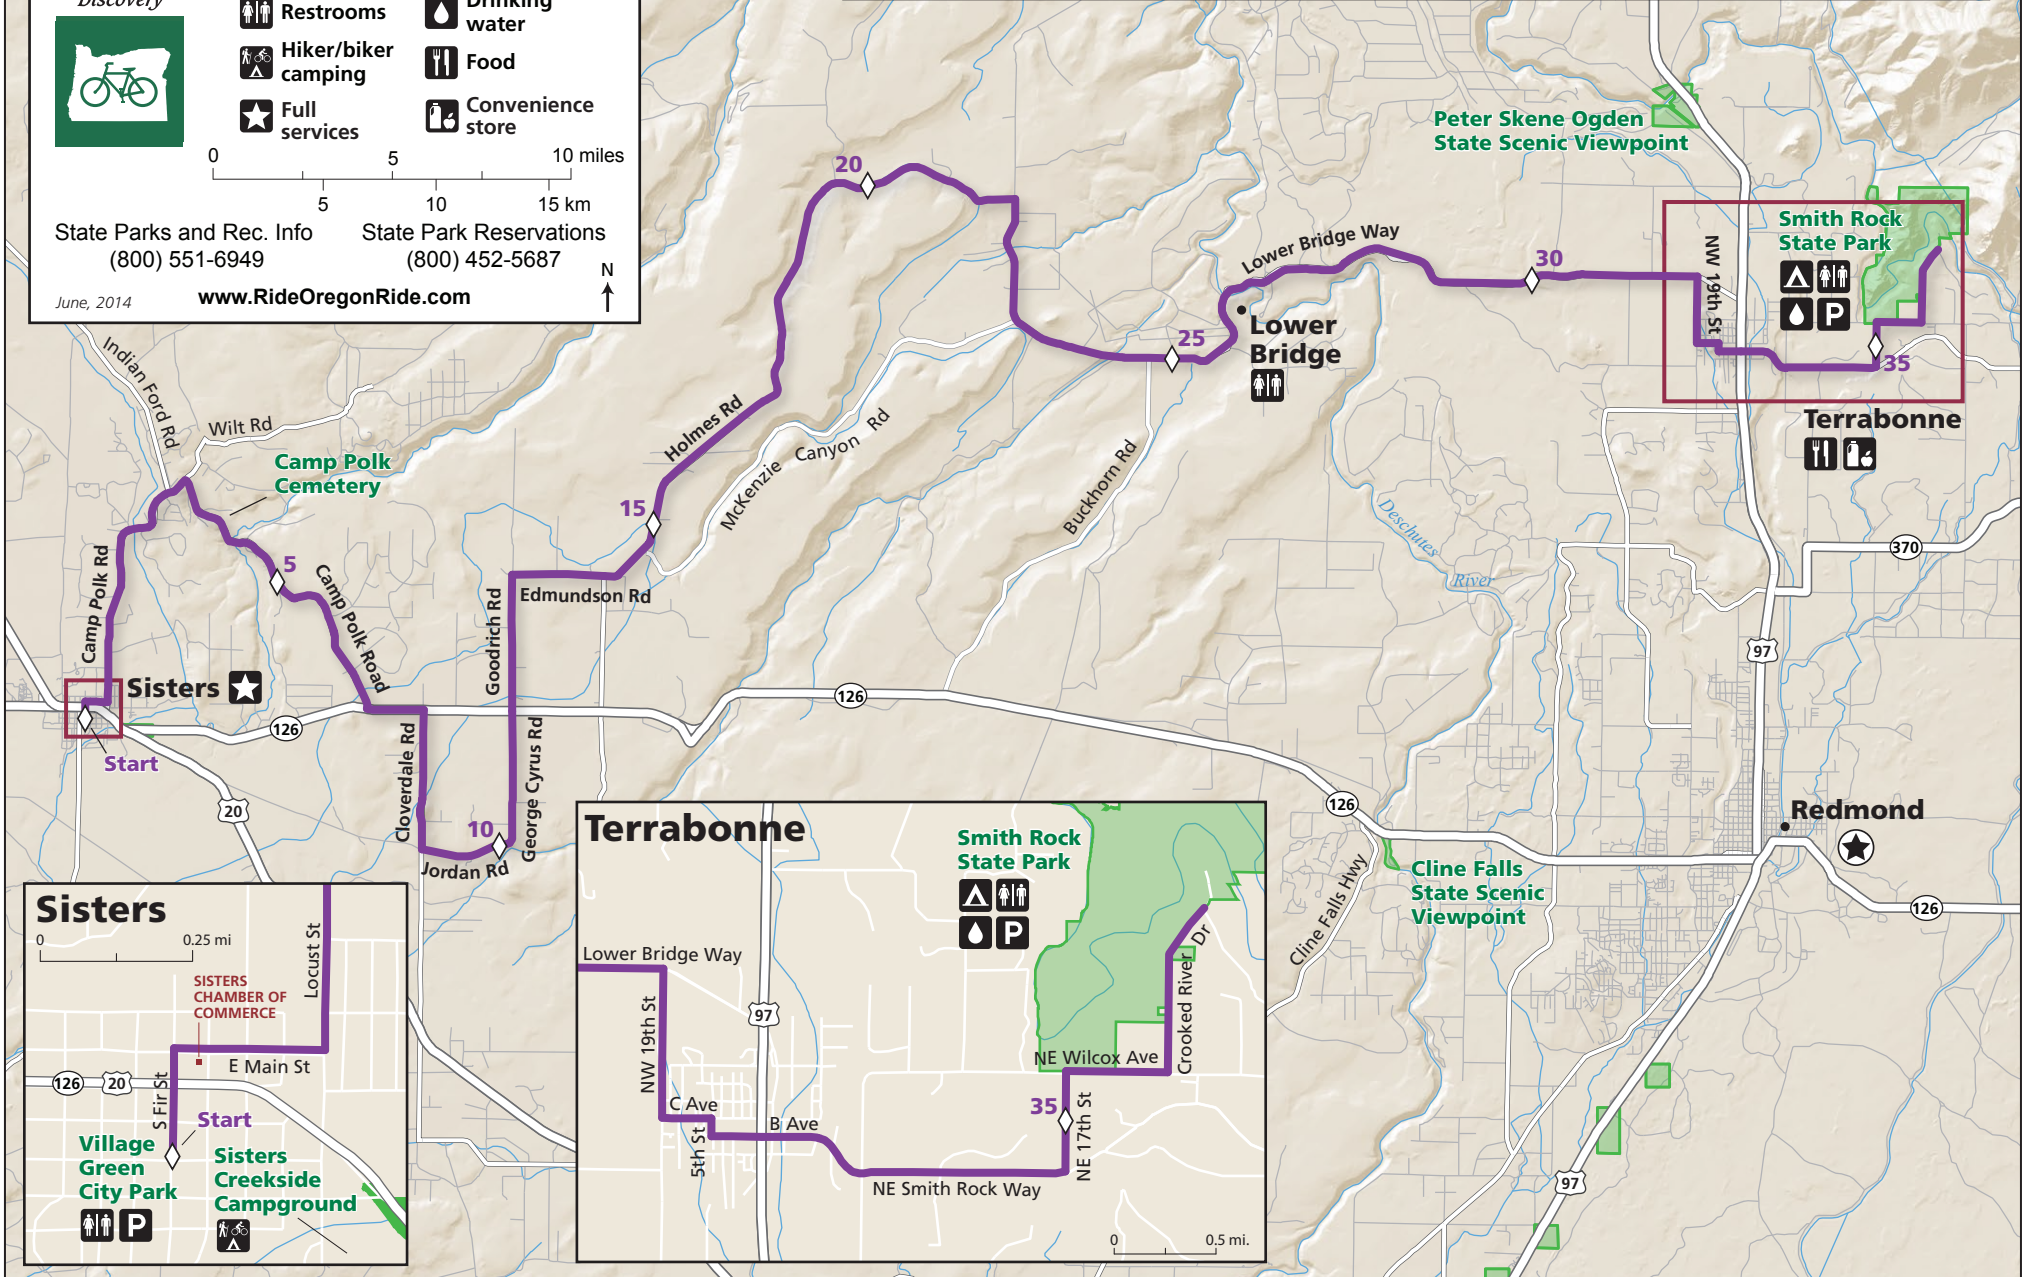 Discovery
Restrooms
Drinking
water
Hiker/biker
camping
Food
Full
services
Convenience
store
0
5
10 miles
5
10
15 km
State Parks and Rec. Info
(800) 551-6949
State Park Reservations
(800) 452-5687
June, 2014
www.RideOregonRide.com
N
Peter Skene Ogden
State Scenic Viewpoint
Smith Rock
State Park
P
NW 19th St
35
Terrabonne
20
Lower Bridge Way
30
25
Lower
Bridge
Indian Ford Rd
Wilt Rd
Camp Polk
Cemetery
Holmes Rd
McKenzie Canyon Rd
Buckhorn Rd
15
Deschutes
River
370
97
5
Camp Polk Rd
Camp Polk Road
Goodrich Rd
Edmundson Rd
Sisters
Start
126
20
126
Cloverdale Rd
George Cyrus Rd
10
Jordan Rd
126
Redmond
126
Cline Falls
State Scenic
Viewpoint
Cline Falls Hwy
97
Sisters
0
0.25 mi
Locust St
SISTERS
CHAMBER OF
COMMERCE
E Main St
126
20
S Fir St
Start
Village
Green
City Park
P
Sisters
Creekside
Campground
Terrabonne
Smith Rock
State Park
P
Lower Bridge Way
NW 19th St
97
C Ave
5th St
B Ave
NE Smith Rock Way
35
NE 17th St
NE Wilcox Ave
Crooked River Dr
0
0.5 mi.